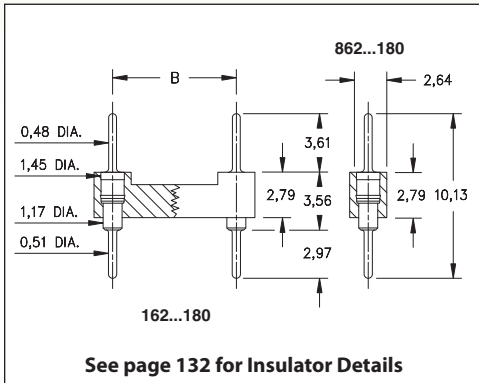 862...180
B
2,64
0,48 DIA.
3,61
1,45 DIA.
2,79
3,56
2,79
10,13
1,17 DIA.
0,51 DIA.
2,97
162...180
See page 132 for Insulator Details